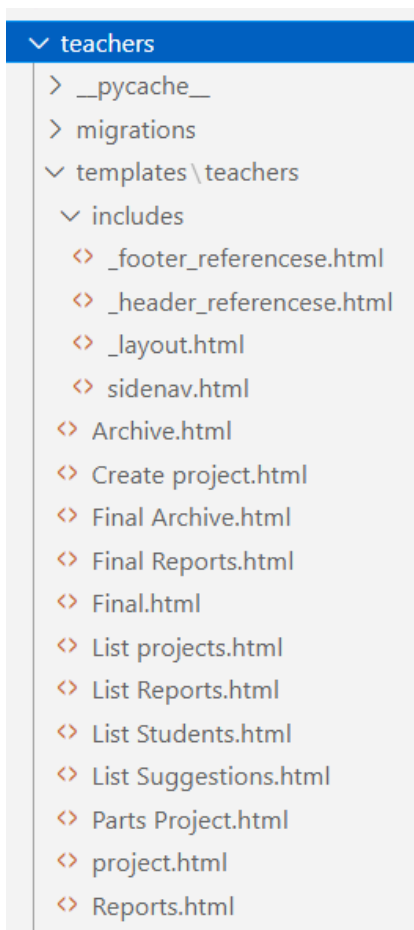 teachers
__pycache__
migrations
templates\teachers
includes
_footer_referencese.html
_header_referencese.html
_layout.html
sidenav.html
Archive.html
Create project.html
Final Archive.html
Final Reports.html
Final.html
List projects.html
List Reports.html
List Students.html
List Suggestions.html
Parts Project.html
project.html
Reports.html